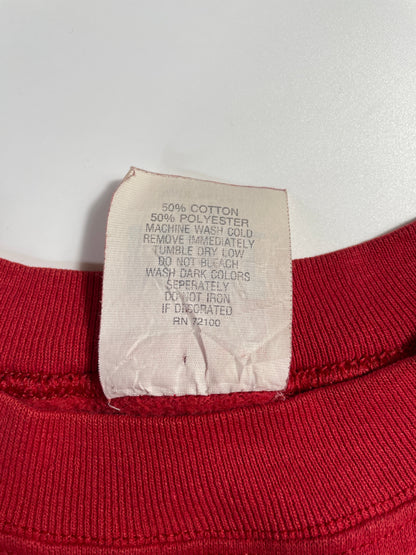 50% COTTON
50% POLYESTER
MACHINE WASH COLD
REMOVE IMMEDIATELY
TUMBLE DRY LOW
DO NOT BLEACH
WASH DARK COLORS
SEPERATELY
DO NOT IRON
IF DECORATED
RN 72100